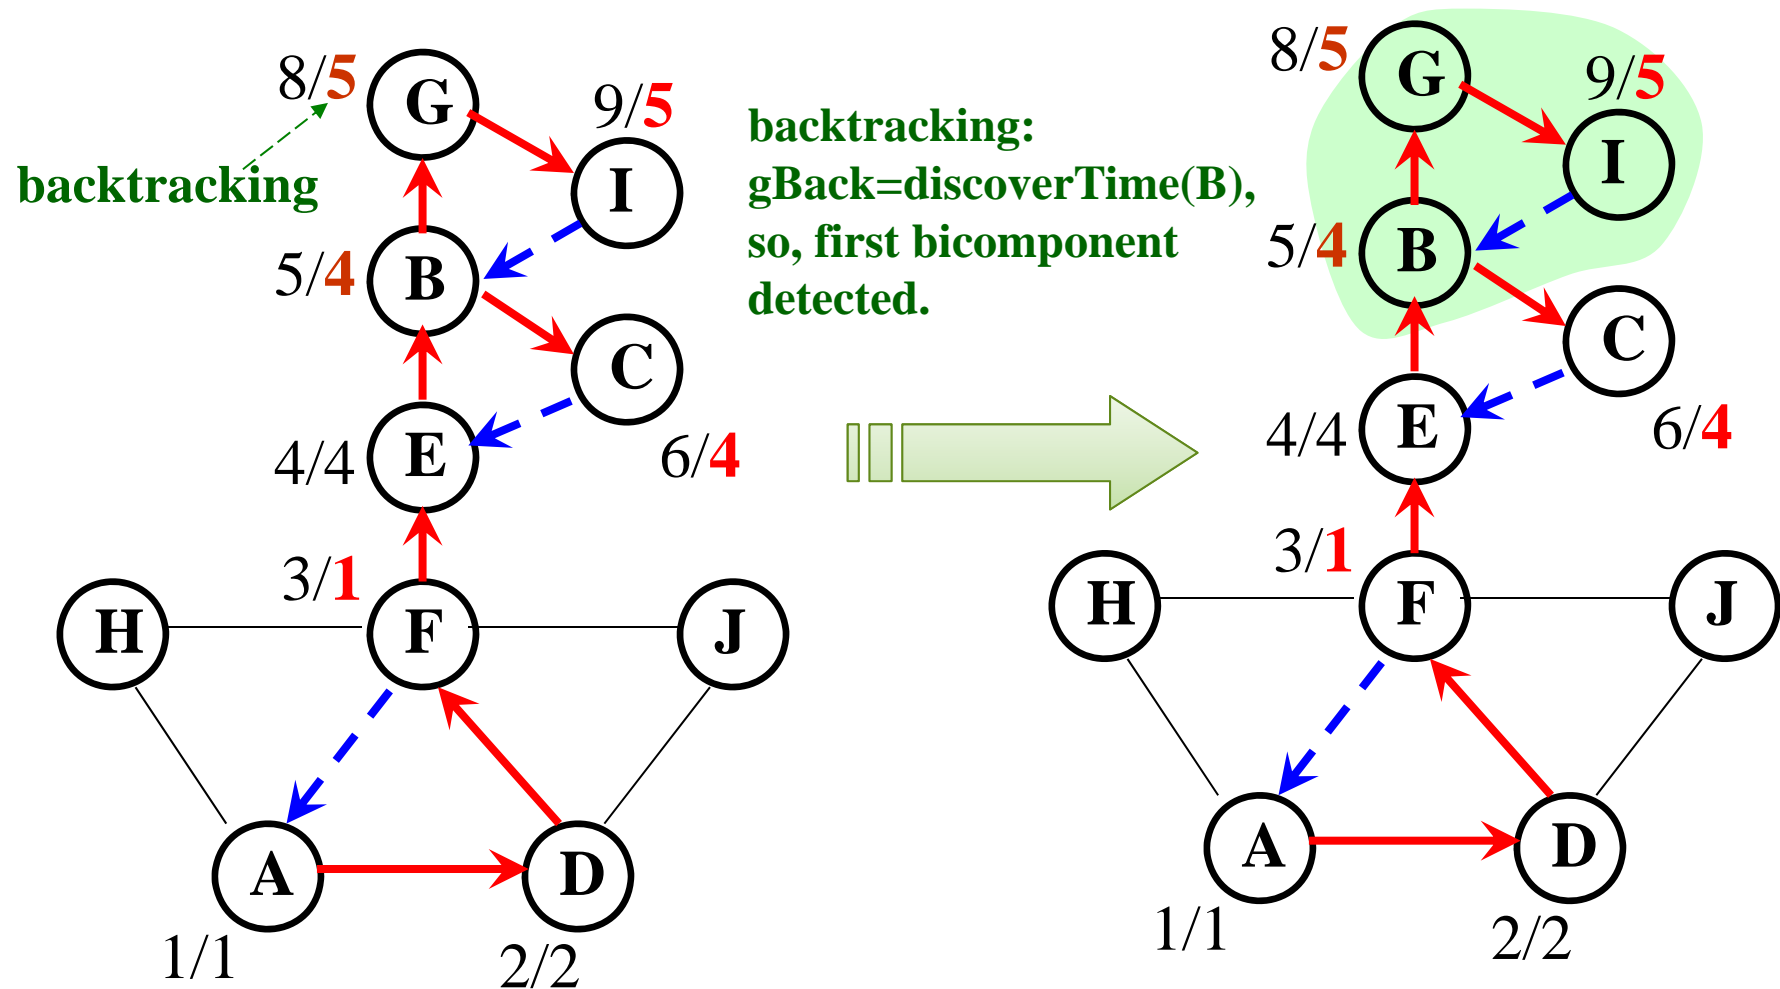 8/5
G
9/5
backtracking
I
5/4
B
C
4/4
E
6/4
3/1
H
F
J
A
D
1/1
2/2
backtracking:
gBack=discoverTime(B),
so, first bicomponent
detected.
8/5
G
9/5
I
5/4
B
C
4/4
E
6/4
3/1
H
F
J
A
D
1/1
2/2